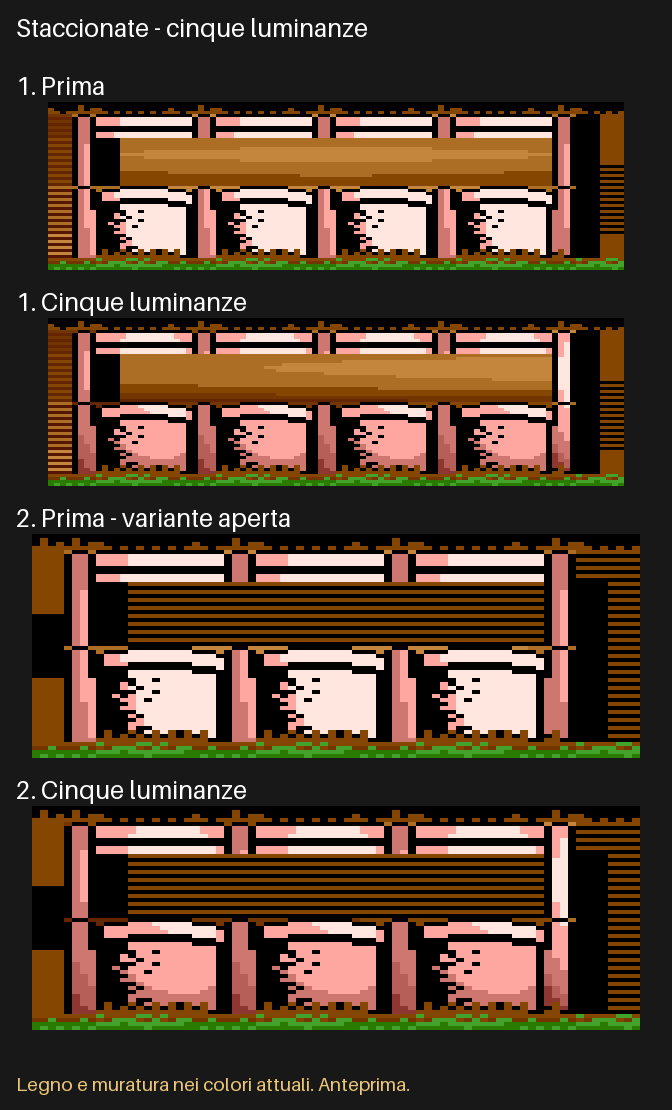 Staccionate - cinque luminanze
1. Prima
1. Cinque luminanze
2. Prima - variante aperta
2. Cinque luminanze
Legno e muratura nei colori attuali. Anteprima.